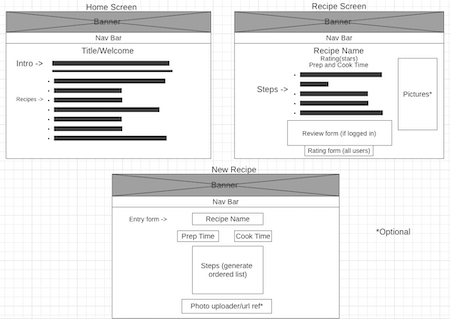 Home Screen
Banner
Nav Bar
Title/Welcome
Intro ->
Recipes ->
Recipe Screen
Banner
Nav Bar
Recipe Name
Rating(stars)
Prep and Cook Time
Steps ->
Pictures*
Review form (if logged in)
Rating form (all users)
New Recipe
Banner
Nav Bar
Entry form ->
Recipe Name
Prep Time
Cook Time
Steps (generate
ordered list)
Photo uploader/url ref*
*Optional